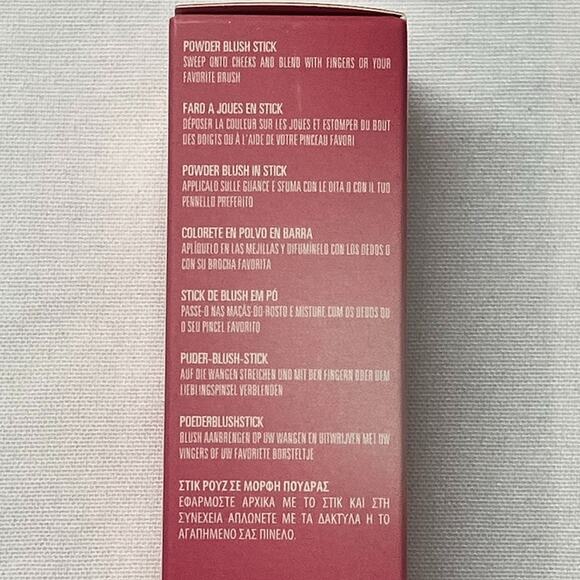 POWDER BLUSH STICK
SWEEP ONTO CHEEKS AND BLEND WITH FINGERS OR YOUR
FAVORITE BRUSH
FARD A JOUES EN STICK
DÉPOSER LA COULEUR SUR LES JOUES ET ESTOMPER DU BOUT
DES DOIGTS OU À L'AIDE DE VOTRE PINCEAU FAVORI
POWDER BLUSH IN STICK
APPLICALO SULLE GUANCE E SFUMA CON LE DITA O CON IL TUO
PENNELLO PREFERITO
COLORETE EN POLVO EN BARRA
APLÍQUELO EN LAS MEJILLAS Y DIFUMÍNELO CON LOS DEDOS O
CON SU BROCHA FAVORITA
STICK DE BLUSH EM PÓ
PASSE-O NAS MAÇÃS DO ROSTO E MISTURE COM OS DEDOS OU
O SEU PINCEL FAVORITO
PUDER-BLUSH-STICK
AUF DIE WANGEN STREICHEN UND MIT DEN FINGERN ODER DEM
LIEBLINGSPINSEL VERBLENDEN
POEDERBLUSHSTICK
BLUSH AANBRENGEN OP UW WANGEN EN UITWRIJVEN MET UW
VINGERS OF UW FAVORIETE BORSTELTJE
ΣΤΙΚ ΡΟΥΖ ΣΕ ΜΟΡΦΗ ΠΟΥΔΡΑΣ
ΕΦΑΡΜΟΣΤΕ ΑΡΧΙΚΑ ΜΕ ΤΟ ΣΤΙΚ ΚΑΙ ΣΤΗ
ΣΥΝΕΧΕΙΑ ΑΠΛΩΝΕΤΕ ΜΕ ΤΑ ΔΑΚΤΥΛΑ Η ΤΟ
ΑΓΑΠΗΜΕΝΟ ΣΑΣ ΠΙΝΕΛΟ.